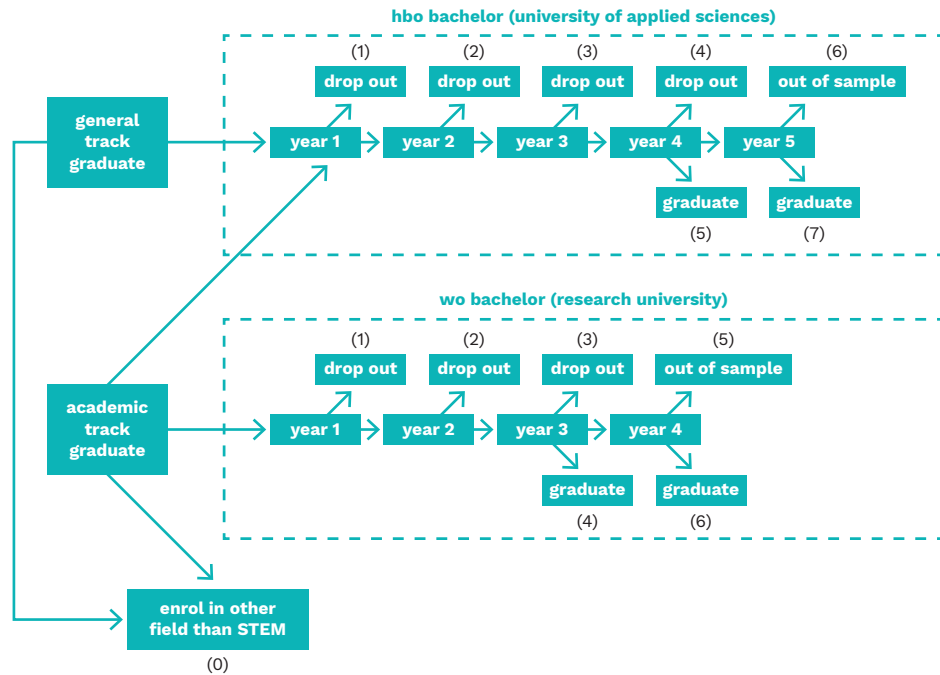 hbo bachelor (university of applied sciences)
(1)
(2)
(3)
(4)
(6)
drop out
drop out
drop out
drop out
out of sample
general
track
graduate
year 1
year 2
year 3
year 4
year 5
graduate
graduate
(5)
(7)
wo bachelor (research university)
(1)
(2)
(3)
(5)
drop out
drop out
drop out
out of sample
academic
track
graduate
year 1
year 2
year 3
year 4
graduate
graduate
(4)
(6)
enrol in other
field than STEM
(0)